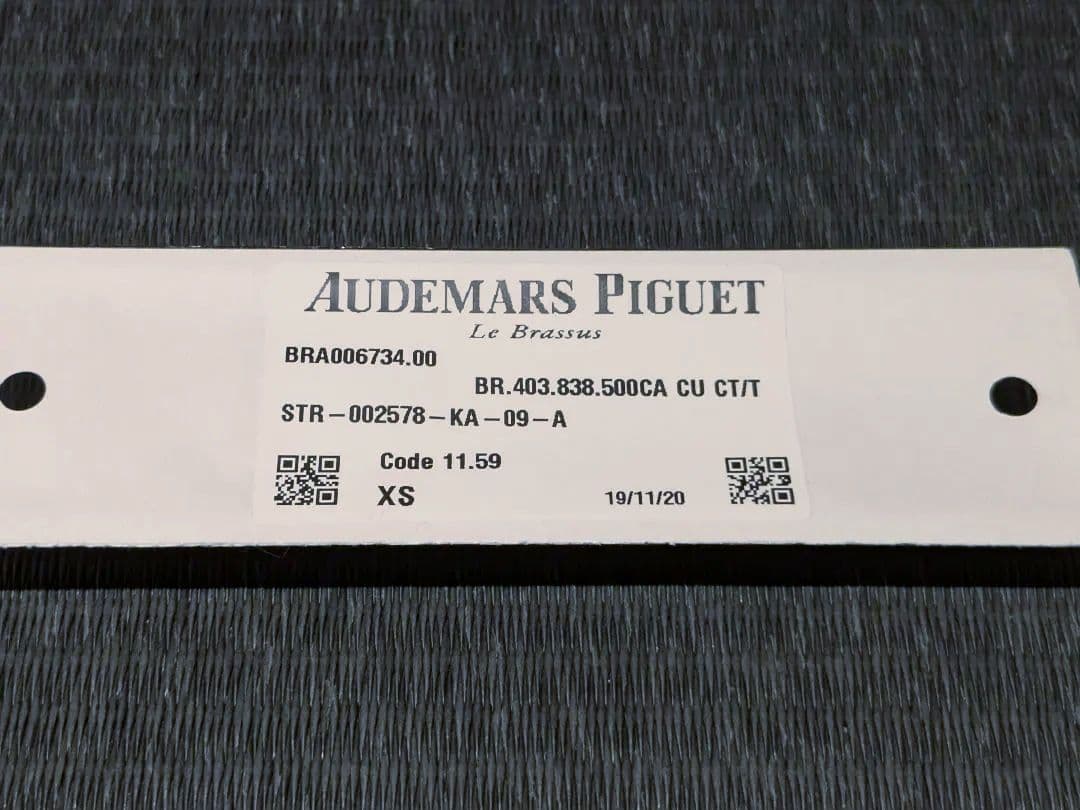 AUDEMARS PIGUET
Le Brassus
BRA006734.00
BR.403.838.500CA CU CT/T
STR-002578-KA-09-A
Code 11.59
XS 19/11/20